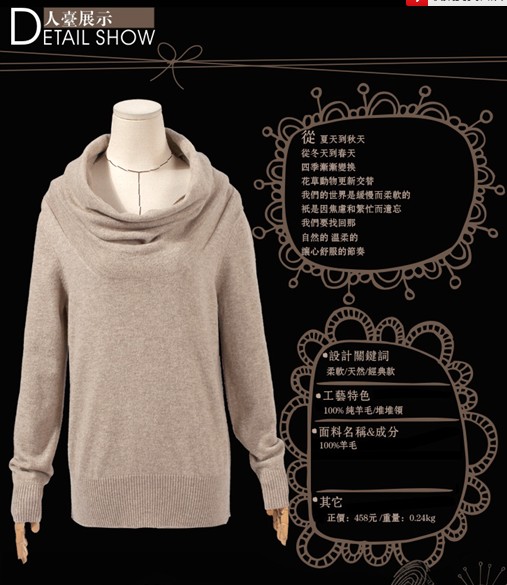 人臺展示
DETAIL SHOW
從 夏天到秋天
從冬天到春天
四季漸漸變換
花草動物更新交替
我們的世界是緩慢而柔軟的
祇是因焦慮和繁忙而遺忘
我們要找回那
自然的 溫柔的
讓心舒服的節奏
•設計關鍵詞
柔軟/天然/經典款
•工藝特色
100% 純羊毛/堆堆領
•面料名稱&成分
100%羊毛
•其它
正價：458元 /重量：0.24kg